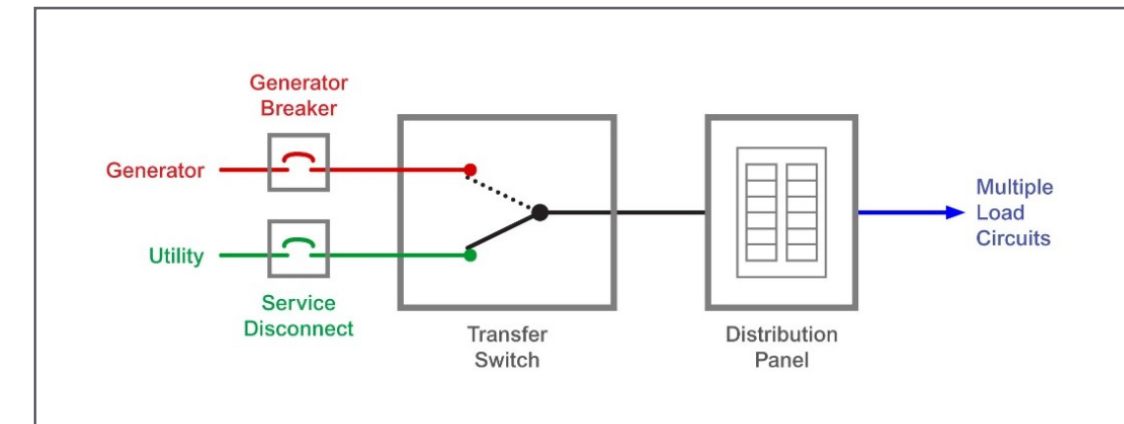 Generator
Breaker
Generator
Utility
Service
Disconnect
Transfer
Switch
Distribution
Panel
Multiple
Load
Circuits